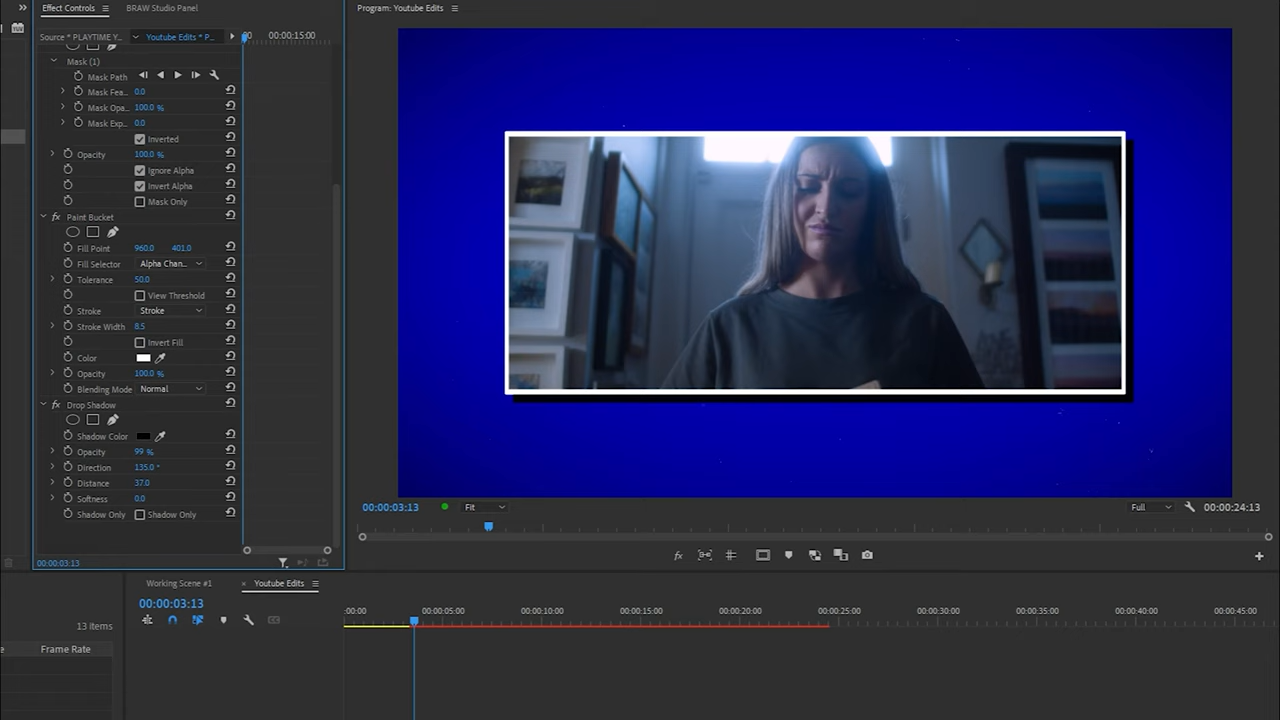 Effect Controls
BRAW Studio Panel
Program: Youtube Edits
Source * PLAYTIME Y...
Youtube Edits * P...
00
00:00:15:00
Mask (1)
Mask Path
Mask Fea...
0.0
Mask Opa...
100.0 %
Mask Exp...
0.0
Inverted
Opacity
100.0 %
Ignore Alpha
Invert Alpha
Mask Only
fx
Paint Bucket
Fill Point
960.0
401.0
Fill Selector
Alpha Chan...
Tolerance
50.0
View Threshold
Stroke
Stroke
Stroke Width
8.5
Invert Fill
Color
Opacity
100.0 %
Blending Mode
Normal
fx
Drop Shadow
Shadow Color
Opacity
99 %
Direction
135.0 °
Distance
37.0
Softness
0.0
Shadow Only
Shadow Only
00:00:03:13
00:00:03:13
Fit
Full
00:00:24:13
fx
Working Scene #1
× Youtube Edits
00:00:03:13
:00:00
00:00:05:00
00:00:10:00
00:00:15:00
00:00:20:00
00:00:25:00
00:00:30:00
00:00:35:00
00:00:40:00
00:00:45:00
13 items
Frame Rate